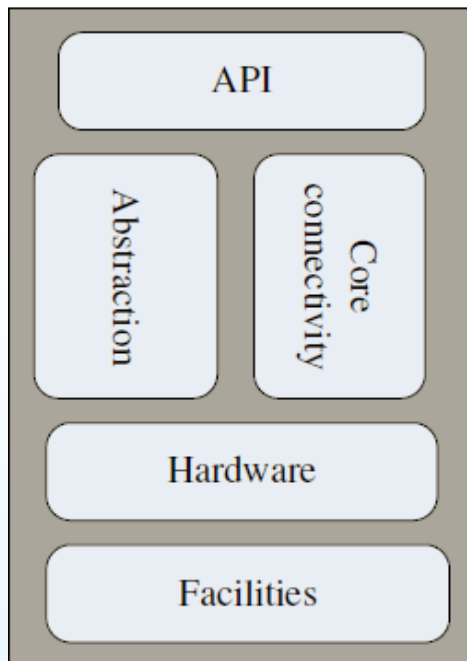 API
Abstraction
Core
connectivity
Hardware
Facilities